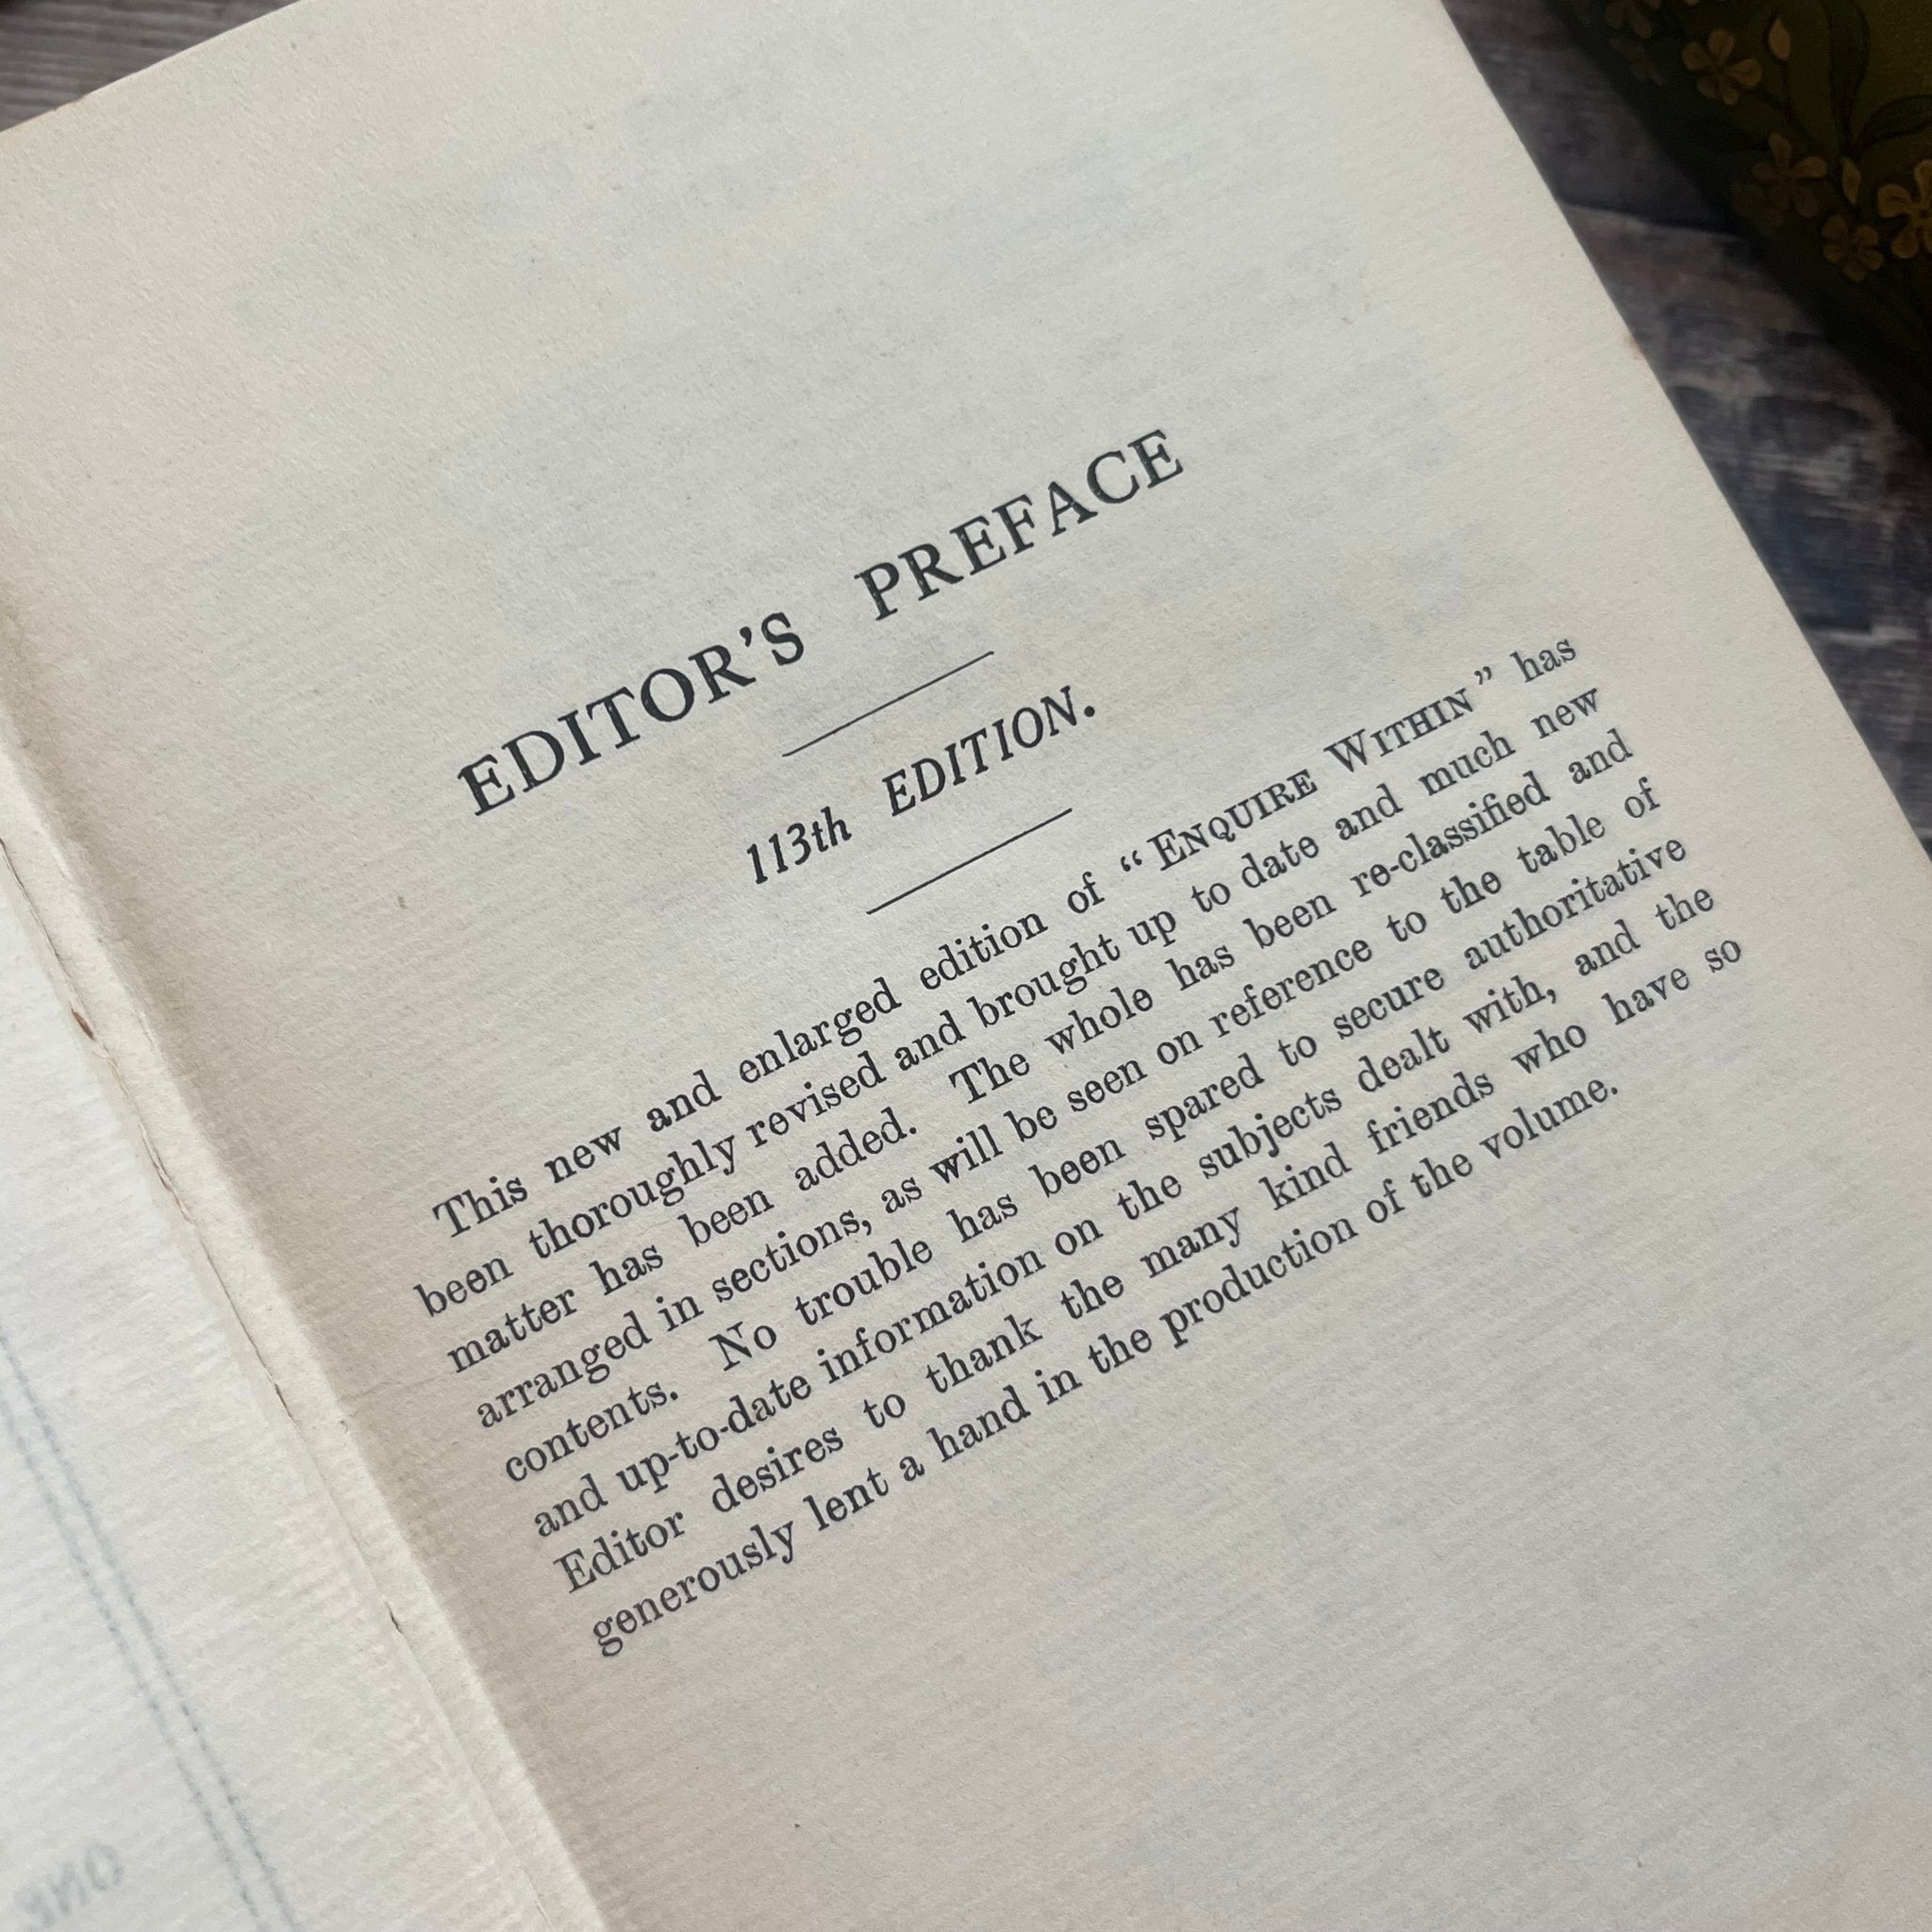 EDITOR'S PREFACE
113th EDITION.
This new and enlarged edition of “ENQUIRE WITHIN” has
been thoroughly revised and brought up to date and much new
matter has been added. The whole has been re-classified and
arranged in sections, as will be seen on reference to the table of
contents. No trouble has been spared to secure authoritative
and up-to-date information on the subjects dealt with, and the
Editor desires to thank the many kind friends who have so
generously lent a hand in the production of the volume.